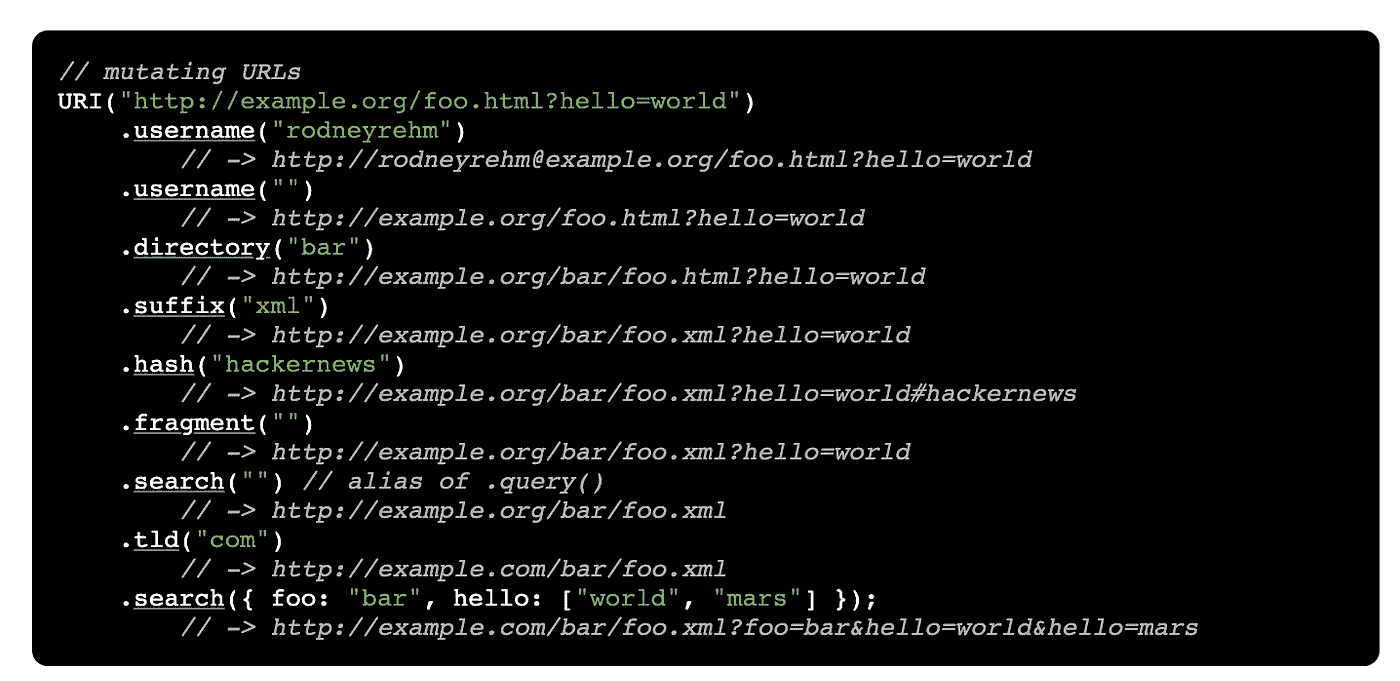 // mutating URLs
URI("http://example.org/foo.html?hello=world")
    .username("rodneyrehm")
        // -> http://rodneyrehm@example.org/foo.html?hello=world
    .username("")
        // -> http://example.org/foo.html?hello=world
    .directory("bar")
        // -> http://example.org/bar/foo.html?hello=world
    .suffix("xml")
        // -> http://example.org/bar/foo.xml?hello=world
    .hash("hackernews")
        // -> http://example.org/bar/foo.xml?hello=world#hackernews
    .fragment("")
        // -> http://example.org/bar/foo.xml?hello=world
    .search("") // alias of .query()
        // -> http://example.org/bar/foo.xml
    .tld("com")
        // -> http://example.com/bar/foo.xml
    .search({ foo: "bar", hello: ["world", "mars"] });
        // -> http://example.com/bar/foo.xml?foo=bar&hello=world&hello=mars